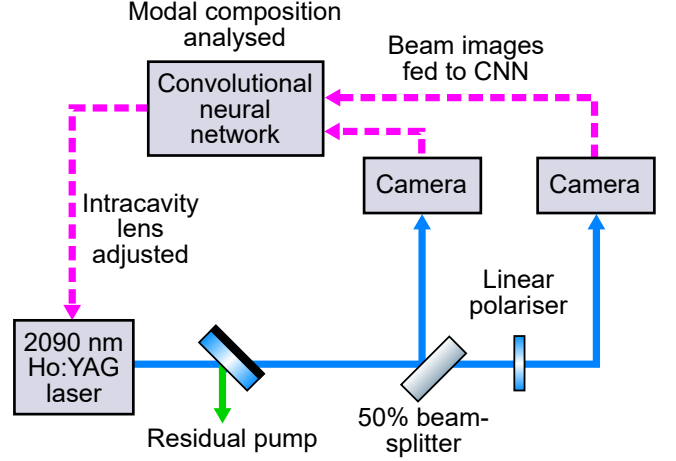 Modal composition
analysed
Convolutional
neural
network
Beam images
fed to CNN
Camera
Camera
Intracavity
lens
adjusted
Linear
polariser
2090 nm
Ho:YAG
laser
Residual pump
50% beam-
splitter